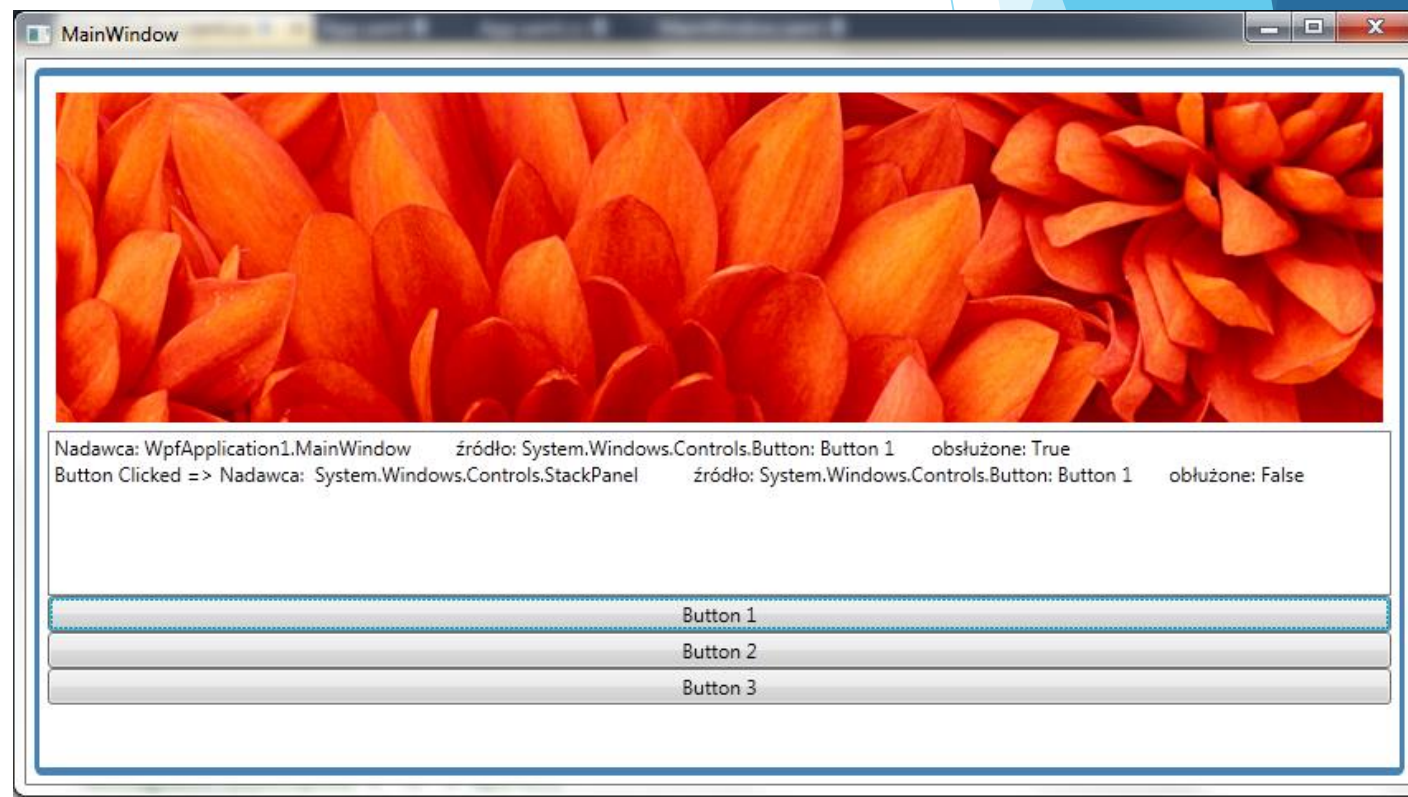 MainWindow
Nadawca: WpfApplication1.MainWindow źródło: System.Windows.Controls.Button: Button 1 obsłużone: True
Button Clicked => Nadawca: System.Windows.Controls.StackPanel źródło: System.Windows.Controls.Button: Button 1 obłużone: False
Button 1
Button 2
Button 3